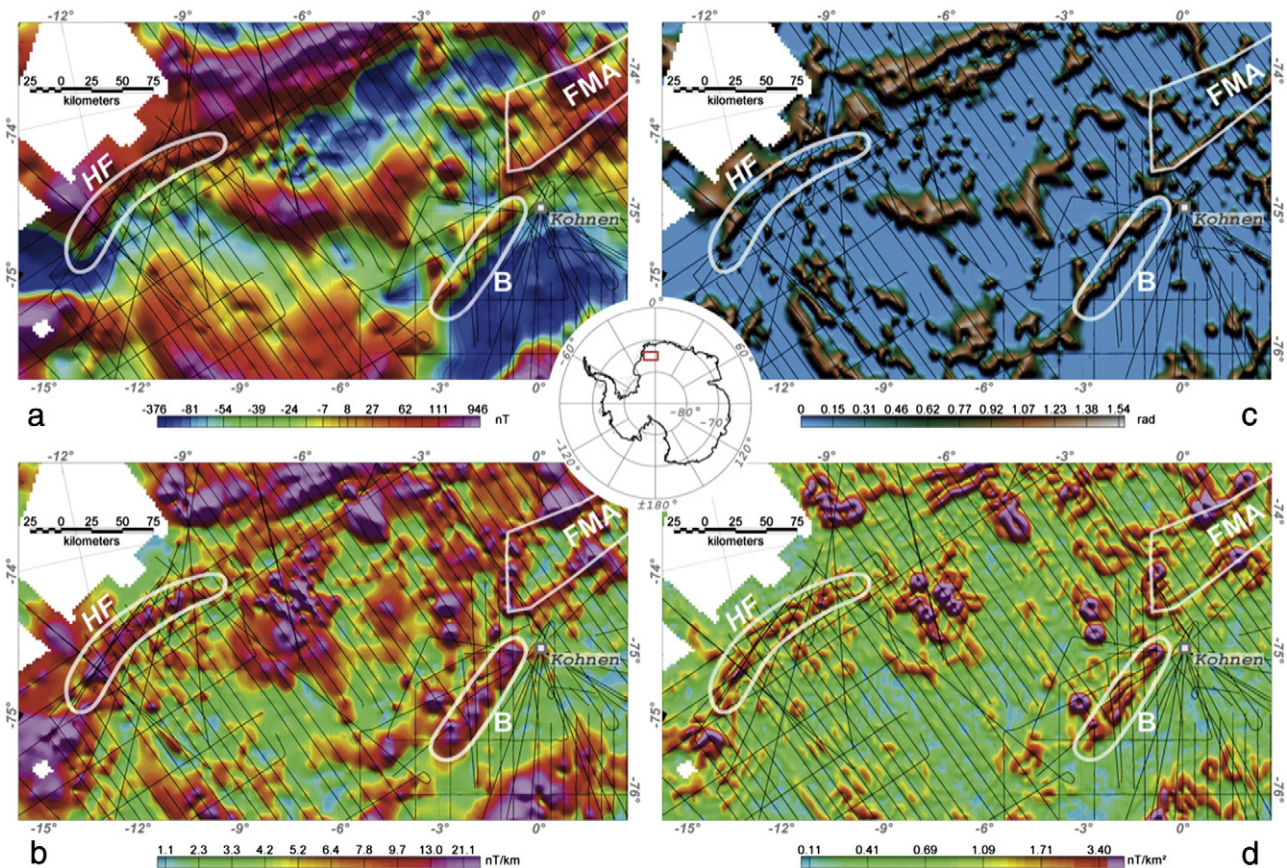 -12° -9° -6° -3° 0°
25 0 25 50 75
kilometers
-74°
-74°
-75°
-75°
HF
FMA
Kohnen
B
-15° -12° -9° -6° -3° 0°
a
-376 -81 -54 -39 -24 -7 8 27 62 111 946
nT
-12° -9° -6° -3° 0°
25 0 25 50 75
kilometers
-74°
-74°
-75°
-75°
-76°
HF
FMA
Kohnen
B
-12° -9° -6° -3° 0°
0 0.15 0.31 0.46 0.62 0.77 0.92 1.07 1.23 1.38 1.54
rad
c
0°
-60° 60°
-80°
-70°
-120° 120°
±180°
-12° -9° -6° -3° 0°
25 0 25 50 75
kilometers
-74°
-74°
-75°
-75°
-76°
HF
FMA
Kohnen
B
-15° -12° -9° -6° -3° 0°
b
1.1 2.3 3.3 4.2 5.2 6.4 7.8 9.7 13.0 21.1
nT/km
-12° -9° -6° -3° 0°
25 0 25 50 75
kilometers
-74°
-74°
-75°
-75°
-76°
HF
FMA
Kohnen
B
-15° -12° -9° -6° -3° 0°
0.11 0.41 0.69 1.09 1.71 3.40
nT/km²
d